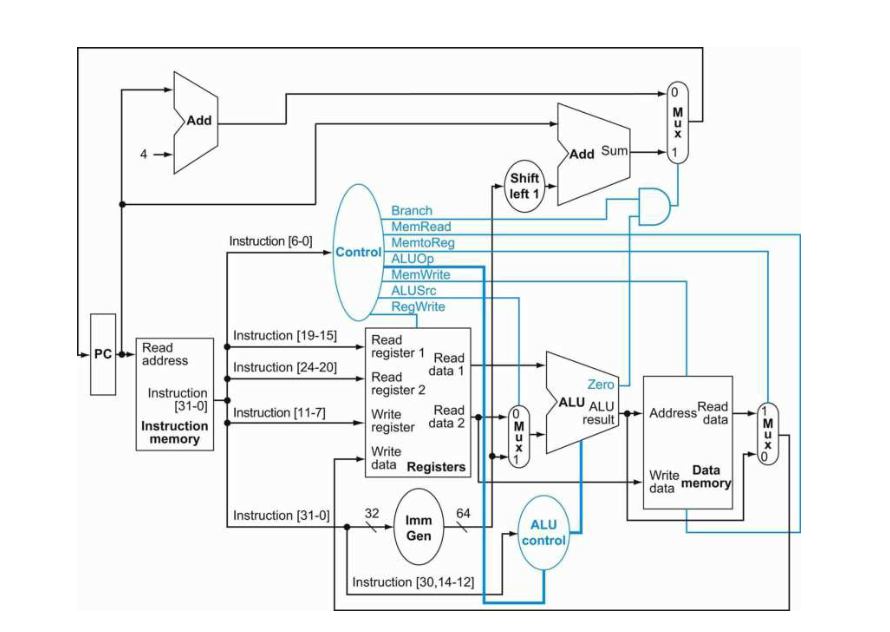 0
Mux
1
Add
4
Add Sum
Shift
left 1
Branch
MemRead
MemtoReg
ALUOp
MemWrite
ALUSrc
RegWrite
Control
Instruction [6-0]
Instruction [19-15]
Instruction [24-20]
Instruction [11-7]
PC
Read
address
Instruction
[31-0]
Instruction
memory
Read
register 1
Read
register 2
Write
register
Write
data
Read
data 1
Read
data 2
Registers
0
Mux
1
Zero
ALU
ALU
result
Address
Read
data
Write
data
Data
memory
1
Mux
0
Instruction [31-0]
32
Imm
Gen
64
ALU
control
Instruction [30,14-12]